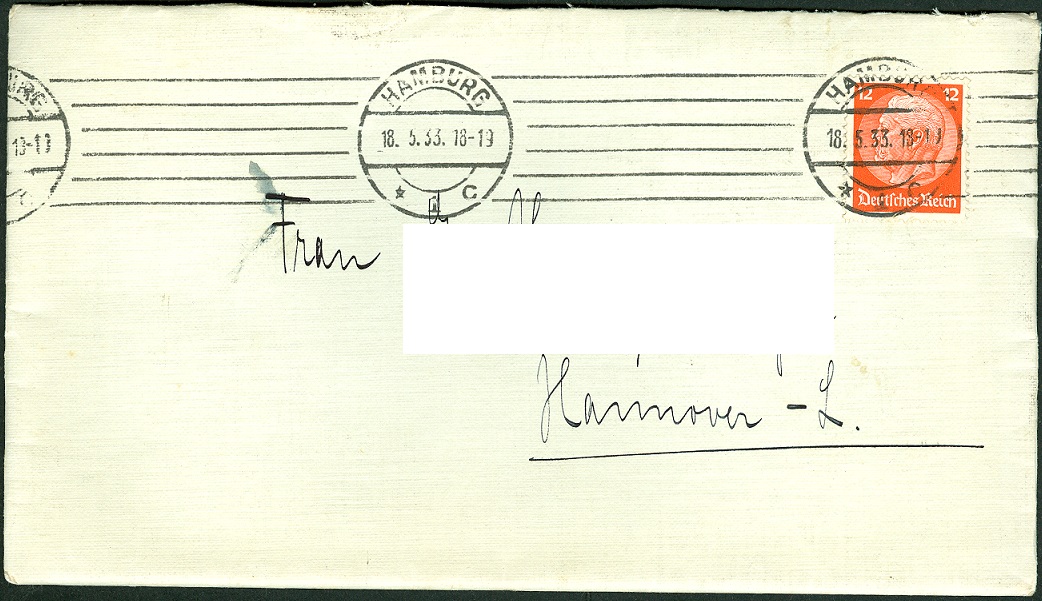 HAMBURG
18. 5. 33. 18-19
* C
HAMBURG
18. 5. 33. 18-19
* C
12 12
Deutsches Reich
Frau
Hannover - L.